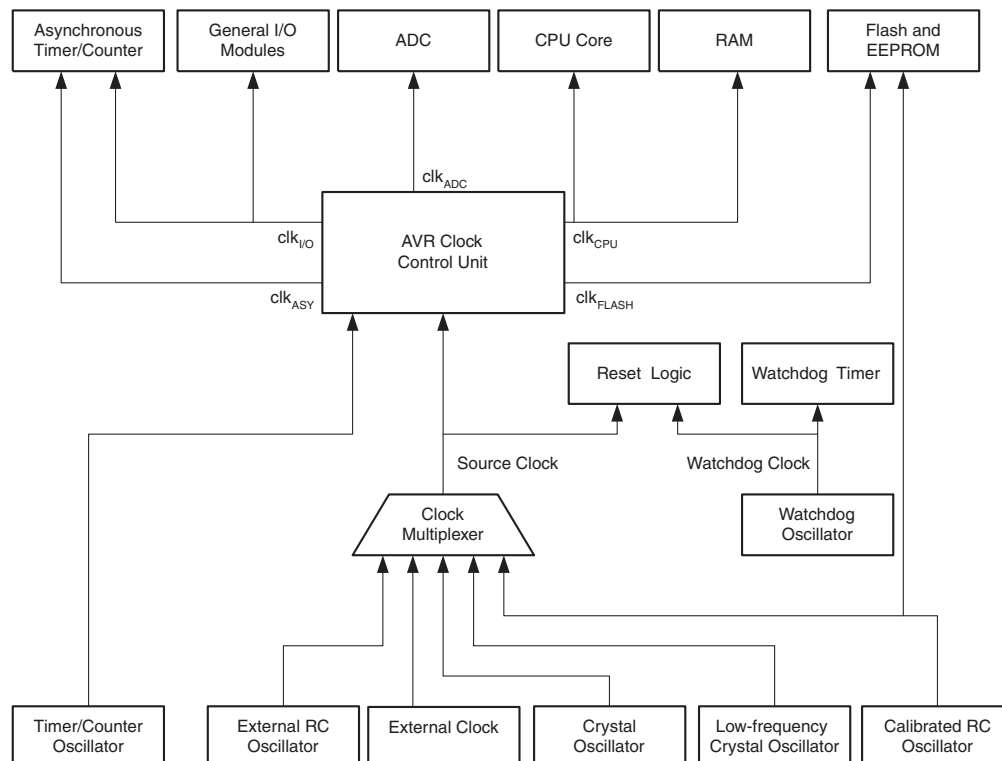 Asynchronous
Timer/Counter
General I/O
Modules
ADC
CPU Core
RAM
Flash and
EEPROM
clkADC
clkI/O
AVR Clock
Control Unit
clkCPU
clkASY
clkFLASH
Reset Logic
Watchdog Timer
Source Clock
Watchdog Clock
Clock
Multiplexer
Watchdog
Oscillator
Timer/Counter
Oscillator
External RC
Oscillator
External Clock
Crystal
Oscillator
Low-frequency
Crystal Oscillator
Calibrated RC
Oscillator